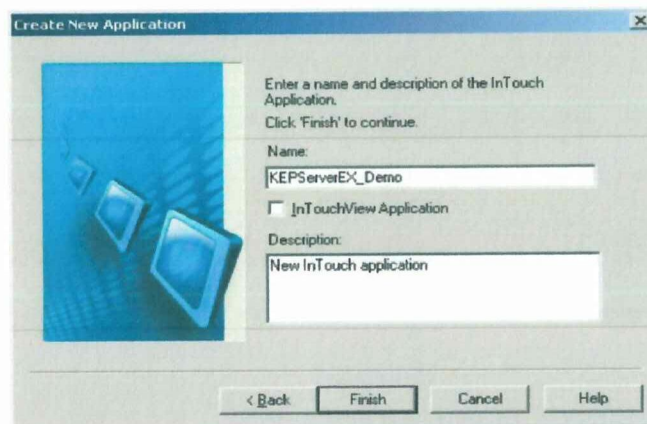 Create New Application
Enter a name and description of the InTouch
Application.
Click 'Finish' to continue.
Name:
KEPServerEX_Demo
InTouchView Application
Description:
New InTouch application
< Back
Finish
Cancel
Help